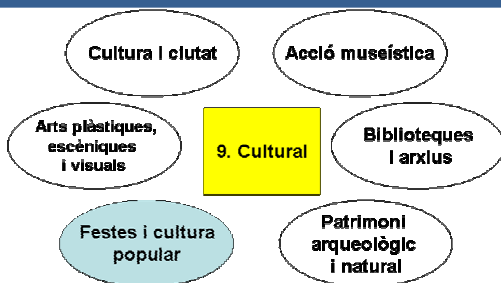 Cultura i ciutat
Acció museística
Arts plàstiques,
escèniques
i visuals
9. Cultural
Biblioteques
i arxius
Festes i cultura
popular
Patrimoni
arqueològic
i natural